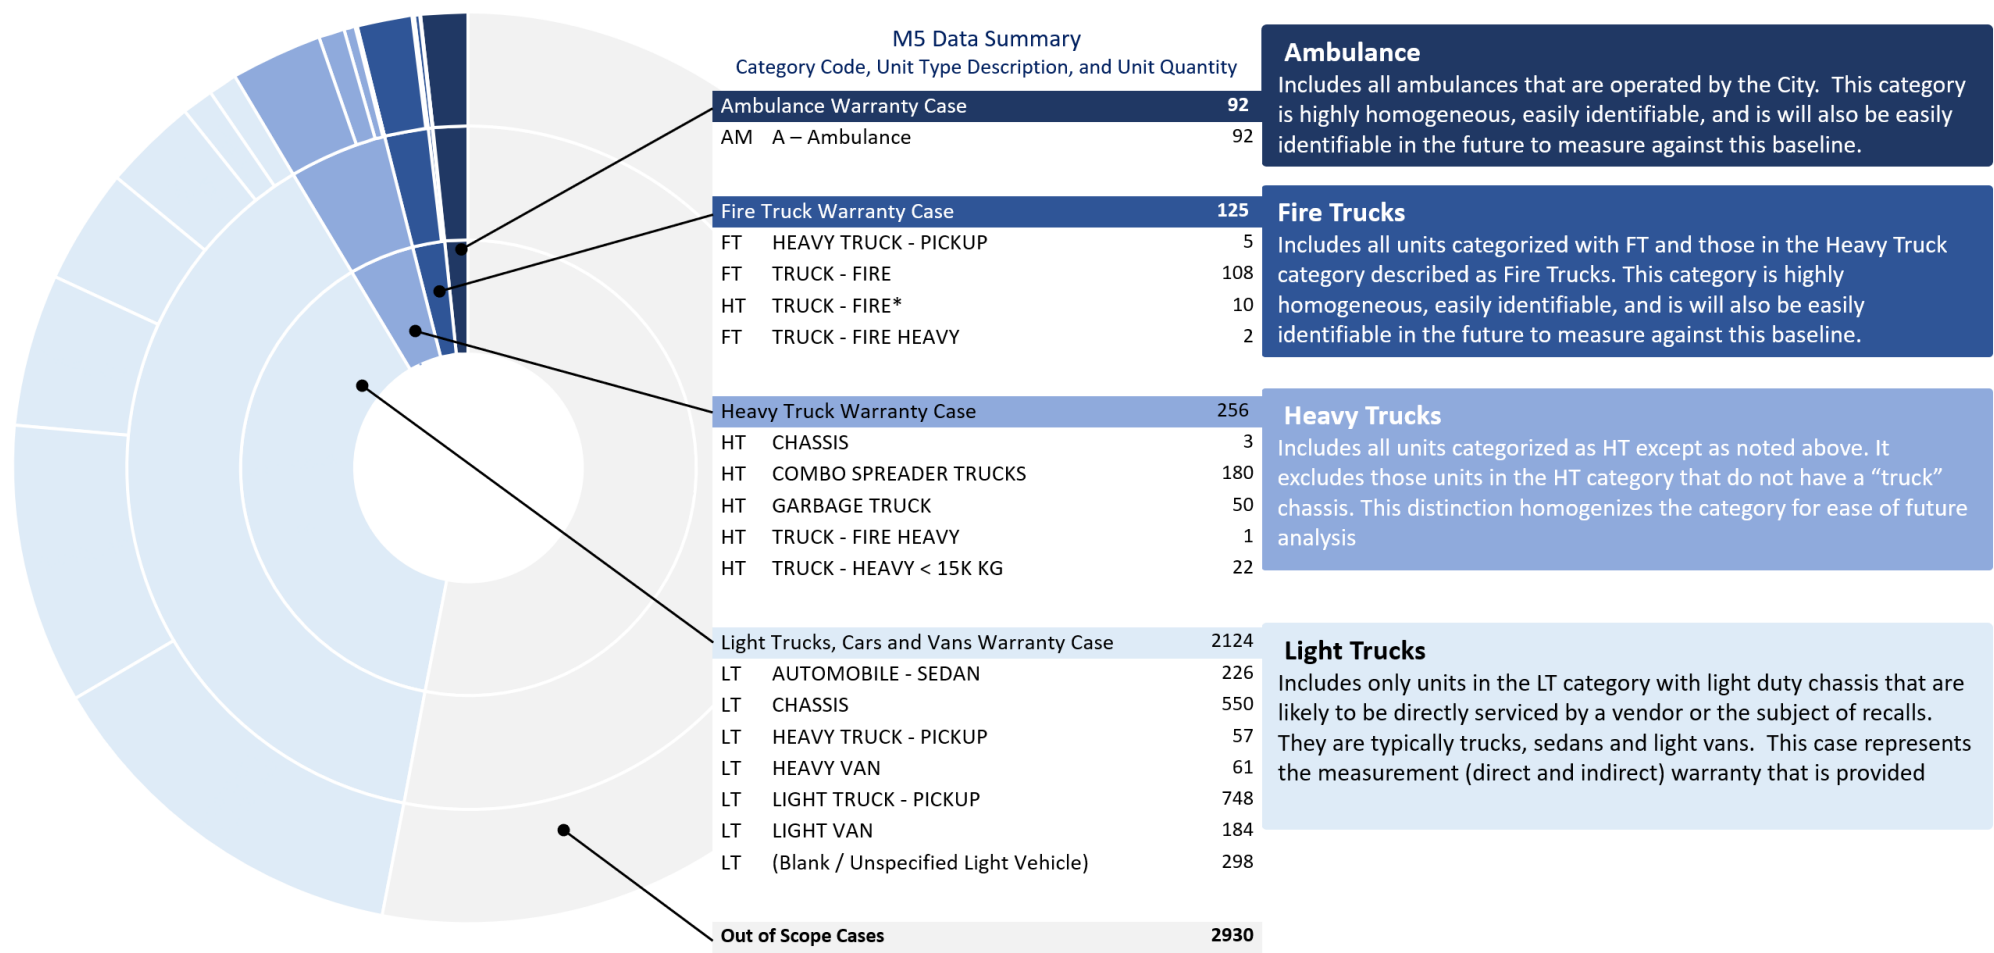 M5 Data Summary
Category Code, Unit Type Description, and Unit Quantity
Ambulance Warranty Case 92
AM A – Ambulance 92
Fire Truck Warranty Case 125
FT HEAVY TRUCK - PICKUP 5
FT TRUCK - FIRE 108
HT TRUCK - FIRE* 10
FT TRUCK - FIRE HEAVY 2
Heavy Truck Warranty Case 256
HT CHASSIS 3
HT COMBO SPREADER TRUCKS 180
HT GARBAGE TRUCK 50
HT TRUCK - FIRE HEAVY 1
HT TRUCK - HEAVY < 15K KG 22
Light Trucks, Cars and Vans Warranty Case 2124
LT AUTOMOBILE - SEDAN 226
LT CHASSIS 550
LT HEAVY TRUCK - PICKUP 57
LT HEAVY VAN 61
LT LIGHT TRUCK - PICKUP 748
LT LIGHT VAN 184
LT (Blank / Unspecified Light Vehicle) 298
Out of Scope Cases 2930
Ambulance
Includes all ambulances that are operated by the City. This category
is highly homogeneous, easily identifiable, and is will also be easily
identifiable in the future to measure against this baseline.
Fire Trucks
Includes all units categorized with FT and those in the Heavy Truck
category described as Fire Trucks. This category is highly
homogeneous, easily identifiable, and is will also be easily
identifiable in the future to measure against this baseline.
Heavy Trucks
Includes all units categorized as HT except as noted above. It
excludes those units in the HT category that do not have a “truck”
chassis. This distinction homogenizes the category for ease of future
analysis
Light Trucks
Includes only units in the LT category with light duty chassis that are
likely to be directly serviced by a vendor or the subject of recalls.
They are typically trucks, sedans and light vans. This case represents
the measurement (direct and indirect) warranty that is provided